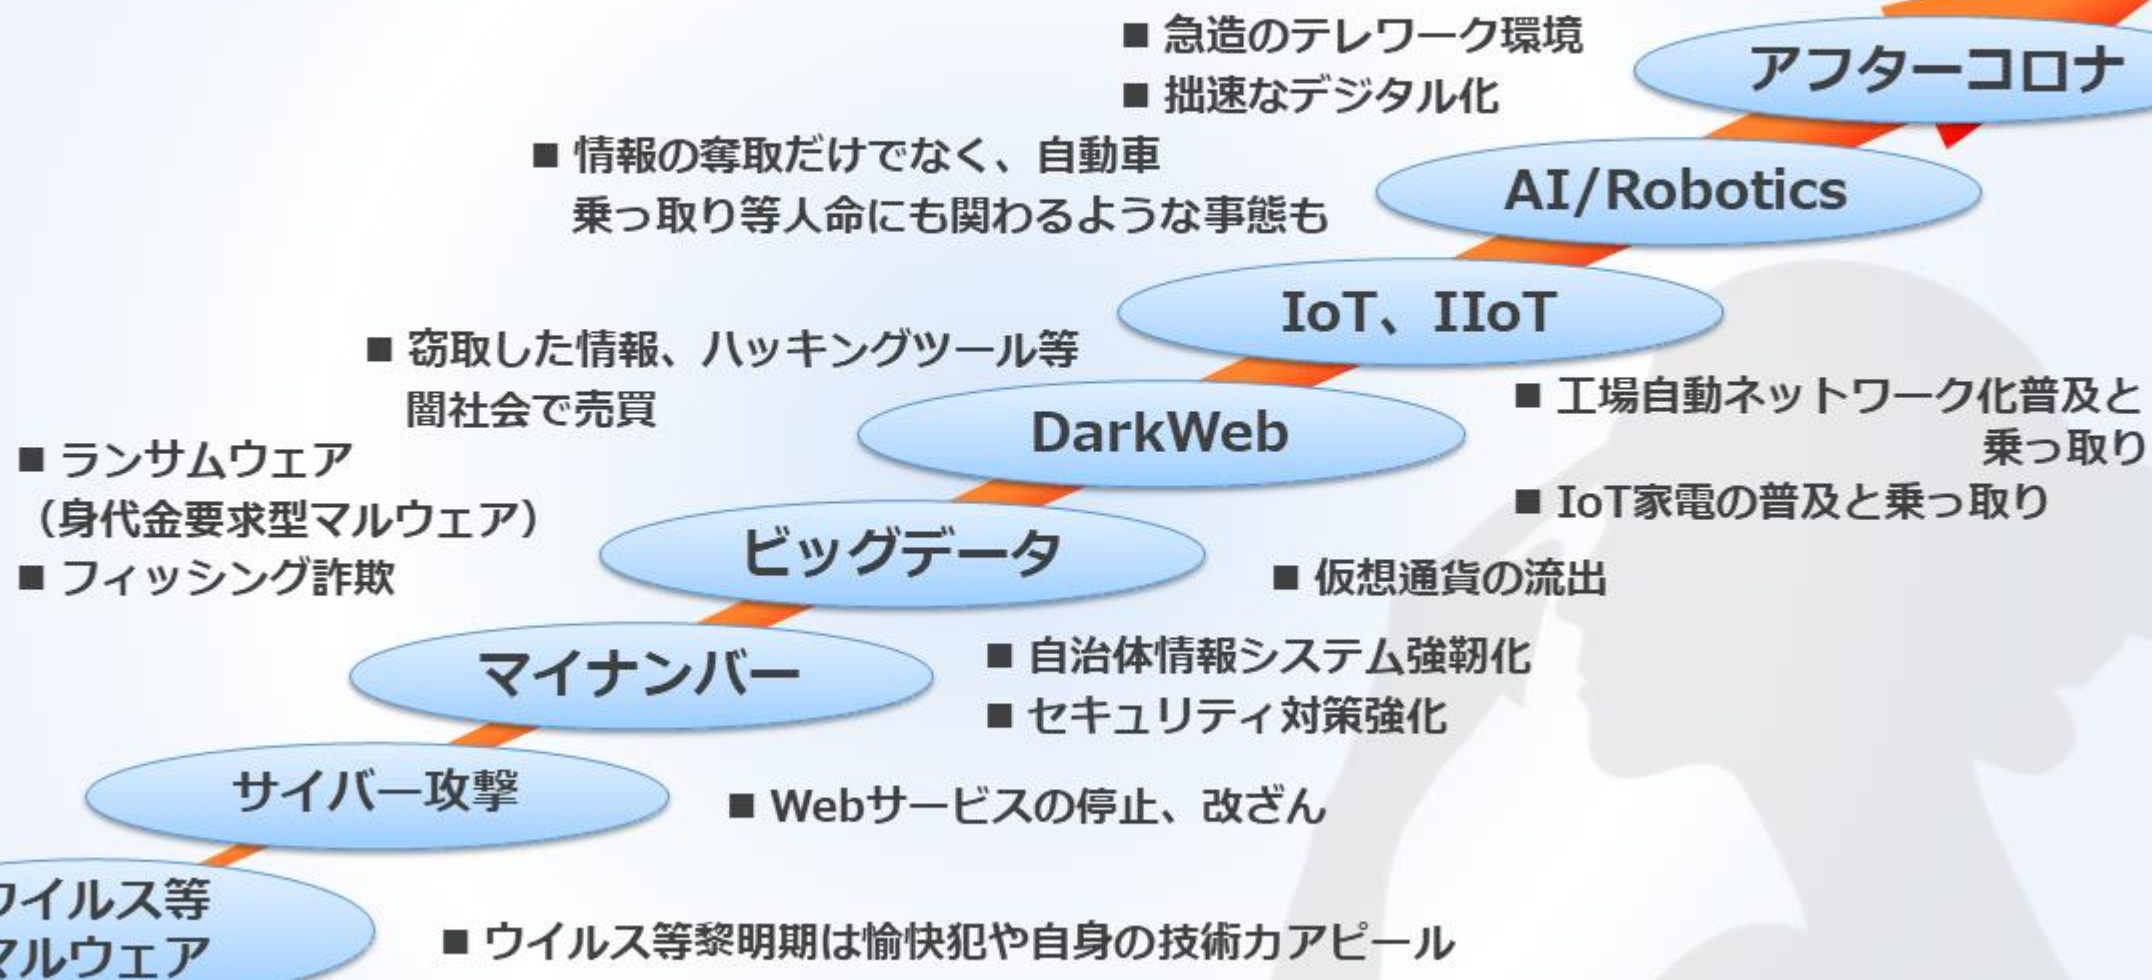 ■ 急造のテレワーク環境
■ 拙速なデジタル化
アフターコロナ
■ 情報の奪取だけでなく、自動車
乗っ取り等人命にも関わるような事態も
AI/Robotics
IoT、IIoT
■ 窃取した情報、ハッキングツール等
闇社会で売買
DarkWeb
■ 工場自動ネットワーク化普及と
乗っ取り
■ IoT家電の普及と乗っ取り
■ ランサムウェア
（身代金要求型マルウェア）
■ フィッシング詐欺
ビッグデータ
■ 仮想通貨の流出
マイナンバー
■ 自治体情報システム強靭化
■ セキュリティ対策強化
サイバー攻撃
■ Webサービスの停止、改ざん
ウイルス等
マルウェア
■ ウイルス等黎明期は愉快犯や自身の技術力アピール